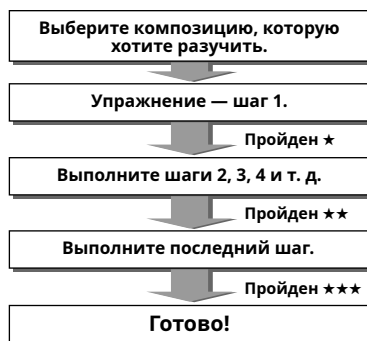 Выберите композицию, которую
хотите разучить.
Упражнение — шаг 1.
Пройден ★
Выполните шаги 2, 3, 4 и т. д.
Пройден ★★
Выполните последний шаг.
Пройден ★★★
Готово!